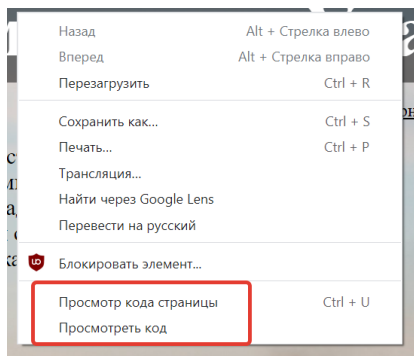 Назад Alt + Стрелка влево
Вперед Alt + Стрелка вправо
Перезагрузить Ctrl + R
Сохранить как... Ctrl + S
Печать... Ctrl + P
Трансляция...
Найти через Google Lens
Перевести на русский
Блокировать элемент...
Просмотр кода страницы Ctrl + U
Просмотреть код